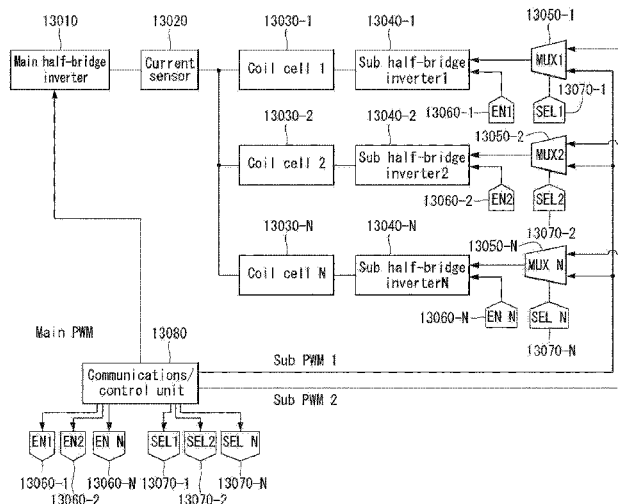 13010
13020
13030-1
13040-1
13050-1
Main half-bridge
inverter
Current
sensor
Coil cell 1
Sub half-bridge
inverter1
MUX1
13070-1
13030-2
13040-2
13060-1
EN1
SEL1
13050-2
Coil cell 2
Sub half-bridge
inverter2
MUX2
13060-2
EN2
SEL2
13030-N
13040-N
13070-2
13050-N
Coil cell N
Sub half-bridge
inverterN
MUX N
13060-N
EN N
SEL N
Main PWM
13080
13070-N
Sub PWM 1
Communications/
control unit
Sub PWM 2
EN1
EN2
EN N
SEL1
SEL2
SEL N
13060-1
13060-N
13070-1
13070-N
13060-2
13070-2